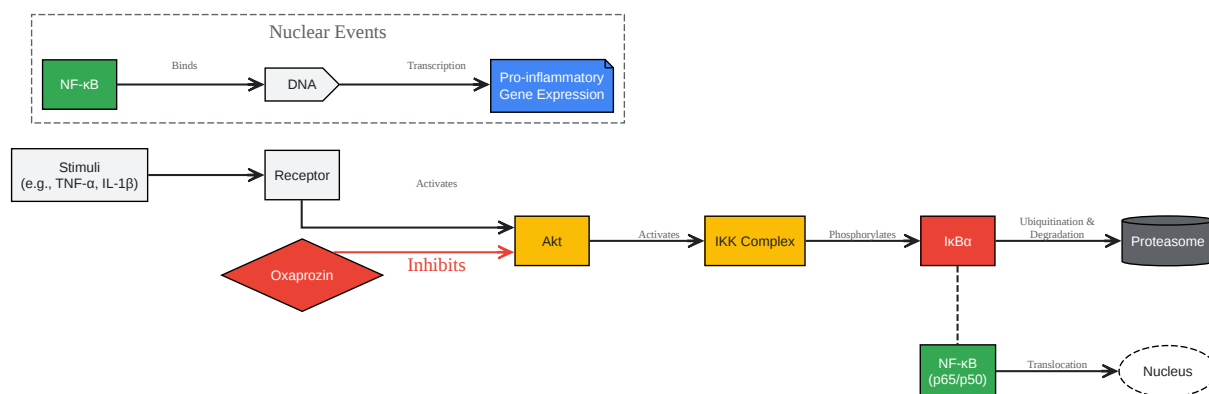 Nuclear Events
NF-κB
Binds
DNA
Transcription
Pro-inflammatory
Gene Expression
Stimuli
(e.g., TNF-α, IL-1β)
Receptor
Activates
Oxaprozin
Inhibits
Akt
Activates
IKK Complex
Phosphorylates
IκBα
Ubiquitination &
Degradation
Proteasome
NF-κB
(p65/p50)
Translocation
Nucleus